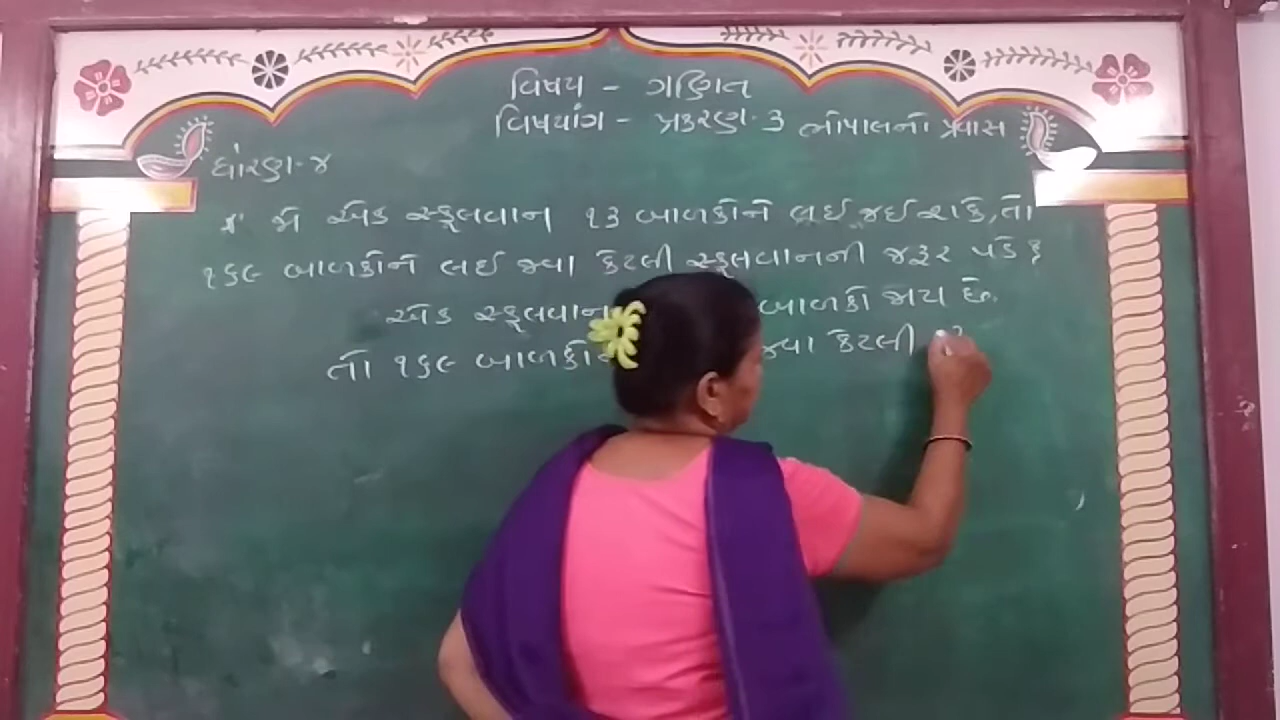 વિષય - ગણિત
વિષયાંગ - પ્રકરણ. 3 ભોપાલનો પ્રવાસ
ધોરણ-૪
* જો એક સ્કૂલવાન ૧૩ બાળકોને લઈ જઈ શકે, તો
૧૬૯ બાળકોને લઈ જવા કેટલી સ્કૂલવાનની જરૂર પડે?
એક સ્કૂલવાન બાળકો જાય છે.
તો ૧૬૯ બાળકોને જવા કેટલી